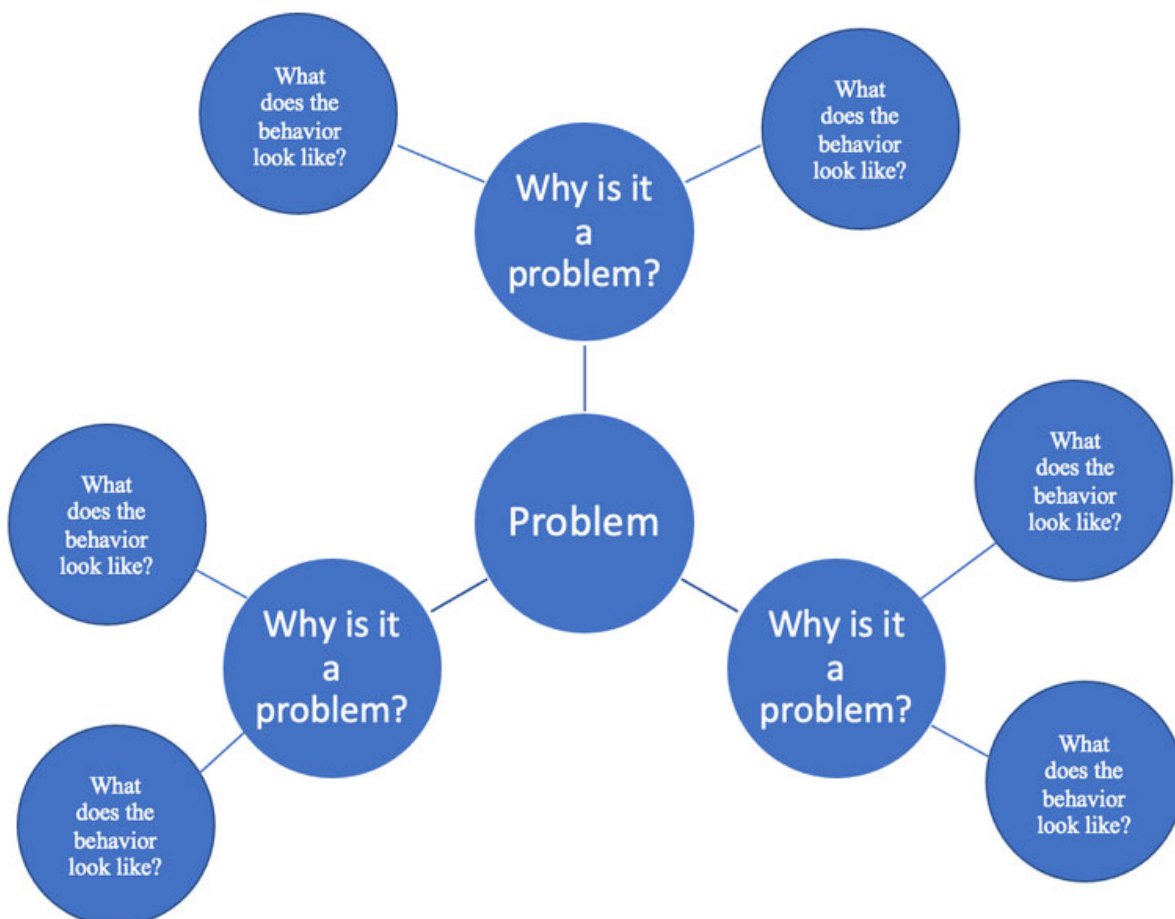 What
does the
behavior
look like?
What
does the
behavior
look like?
Why is it
a
problem?
Problem
What
does the
behavior
look like?
Why is it
a
problem?
What
does the
behavior
look like?
What
does the
behavior
look like?
Why is it
a
problem?
What
does the
behavior
look like?